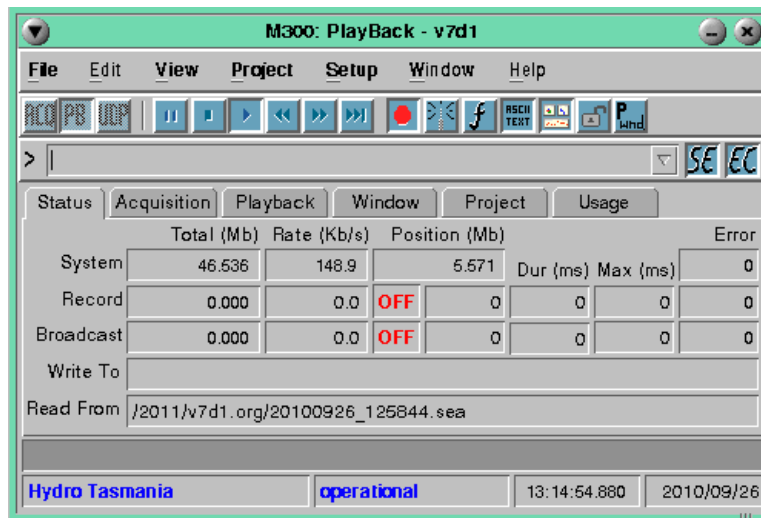 M300: PlayBack - v7d1
File Edit View Project Setup Window Help
ACQ PB UDP ASCII TEXT P Wnd
> SE EC
Status Acquisition Playback Window Project Usage
Total (Mb) Rate (Kb/s) Position (Mb) Error
System 46.536 148.9 5.571 Dur (ms) Max (ms) 0
Record 0.000 0.0 OFF 0 0 0 0
Broadcast 0.000 0.0 OFF 0 0 0 0
Write To
Read From /2011/v7d1.org/20100926_125844.sea
Hydro Tasmania operational 13:14:54.880 2010/09/26